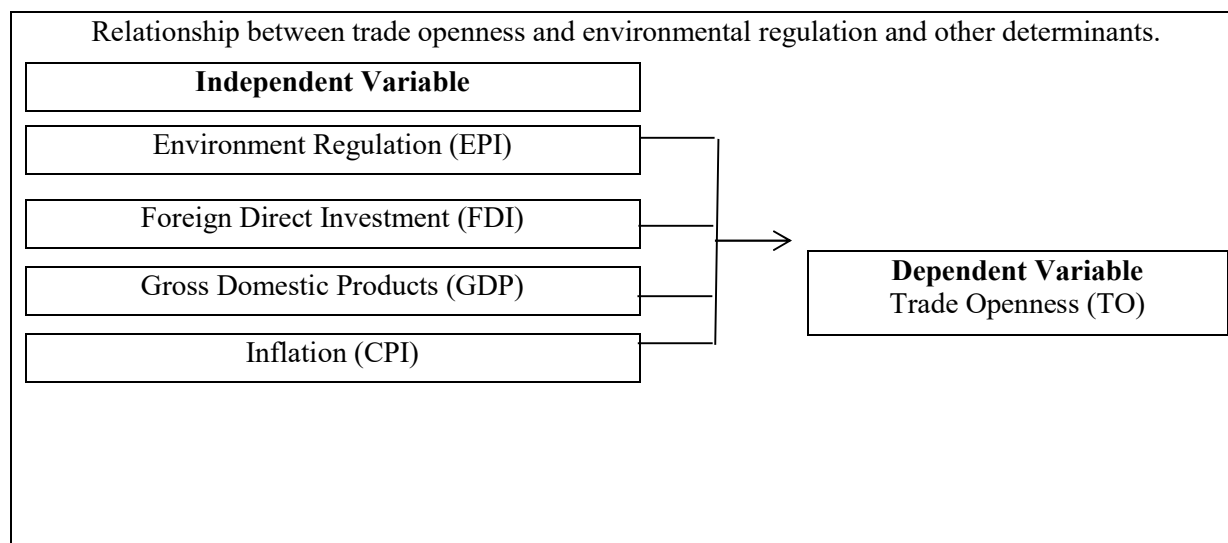 Relationship between trade openness and environmental regulation and other determinants.
Independent Variable
Environment Regulation (EPI)
Foreign Direct Investment (FDI)
Gross Domestic Products (GDP)
Inflation (CPI)
Dependent Variable
Trade Openness (TO)